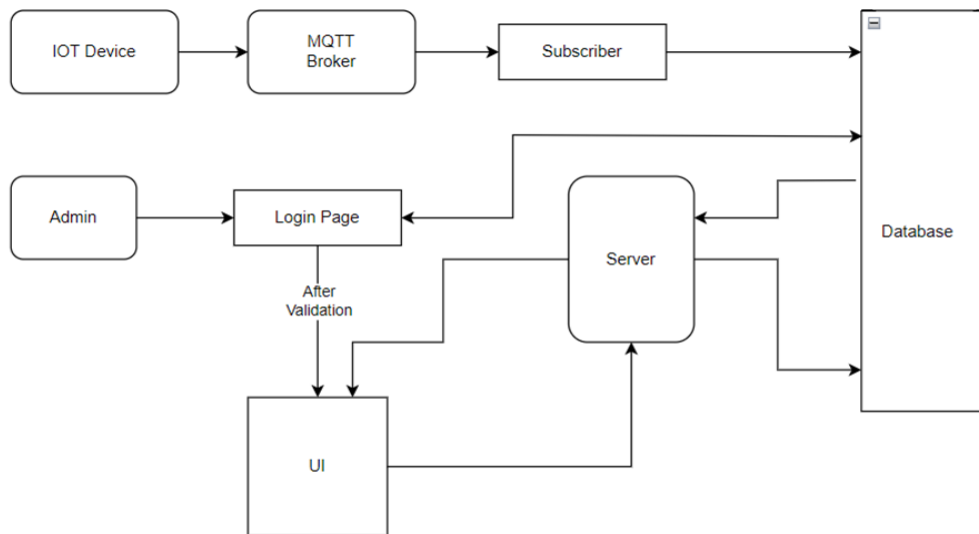 IOT Device
MQTT
Broker
Subscriber
Admin
Login Page
Server
Database
After
Validation
UI